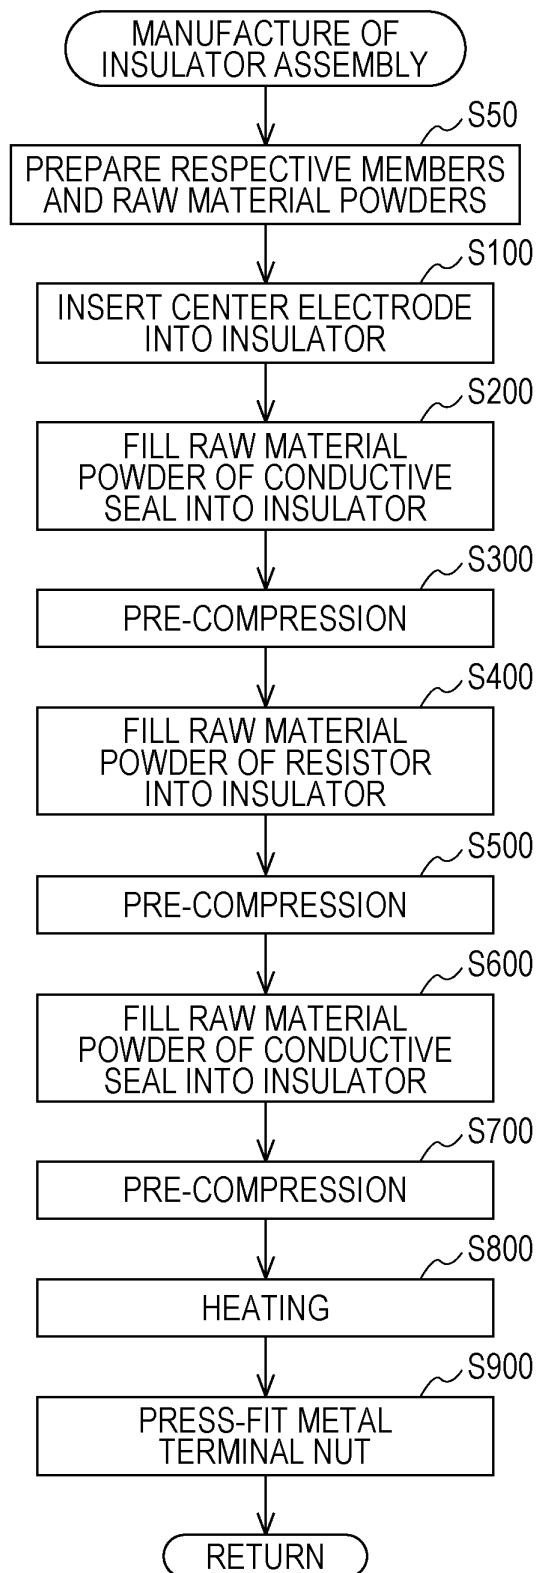 MANUFACTURE OF
INSULATOR ASSEMBLY
S50
PREPARE RESPECTIVE MEMBERS
AND RAW MATERIAL POWDERS
S100
INSERT CENTER ELECTRODE
INTO INSULATOR
S200
FILL RAW MATERIAL
POWDER OF CONDUCTIVE
SEAL INTO INSULATOR
S300
PRE-COMPRESSION
S400
FILL RAW MATERIAL
POWDER OF RESISTOR
INTO INSULATOR
S500
PRE-COMPRESSION
S600
FILL RAW MATERIAL
POWDER OF CONDUCTIVE
SEAL INTO INSULATOR
S700
PRE-COMPRESSION
S800
HEATING
S900
PRESS-FIT METAL
TERMINAL NUT
RETURN